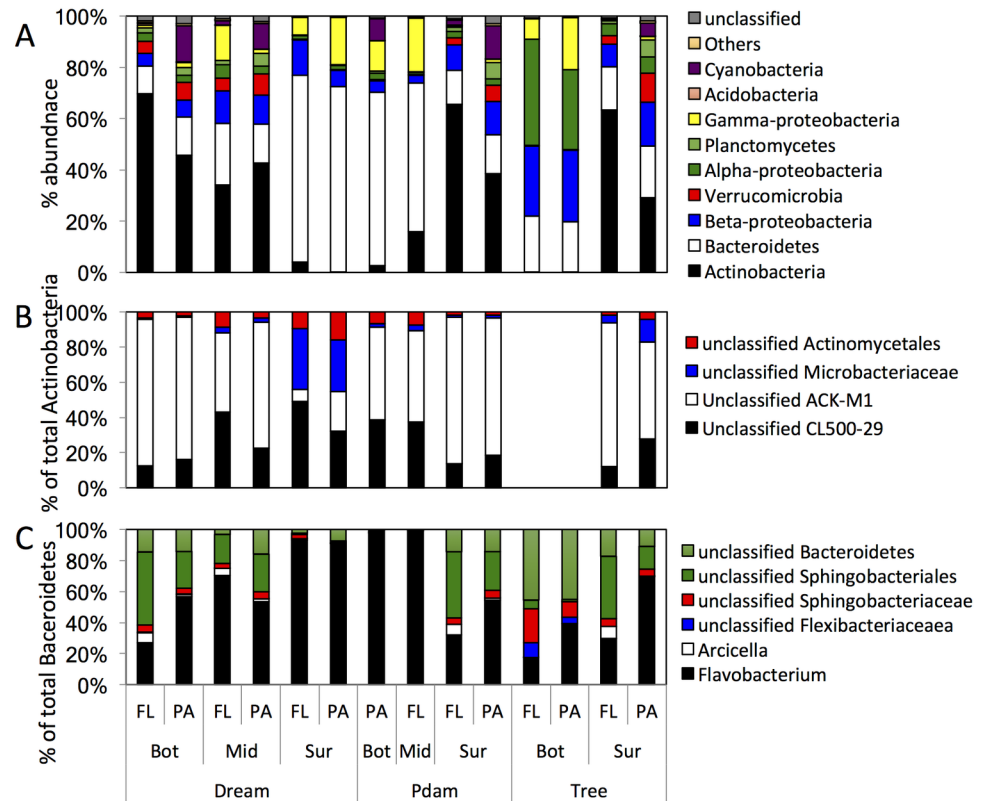 A
% abundnace
100%
80%
60%
40%
20%
0%
unclassified
Others
Cyanobacteria
Acidobacteria
Gamma-proteobacteria
Planctomycetes
Alpha-proteobacteria
Verrucomicrobia
Beta-proteobacteria
Bacteroidetes
Actinobacteria
B
% of total Actinobacteria
100%
80%
60%
40%
20%
0%
unclassified Actinomycetales
unclassified Microbacteriaceae
Unclassified ACK-M1
Unclassified CL500-29
C
% of total Baceroidetes
100%
80%
60%
40%
20%
0%
unclassified Bacteroidetes
unclassified Sphingobacteriales
unclassified Sphingobacteriaceae
unclassified Flexibacteriaceaea
Arcicella
Flavobacterium
FL PA FL PA FL PA PA FL FL PA FL PA FL PA
Bot Mid Sur Bot Mid Sur Bot Sur
Dream Pdam Tree